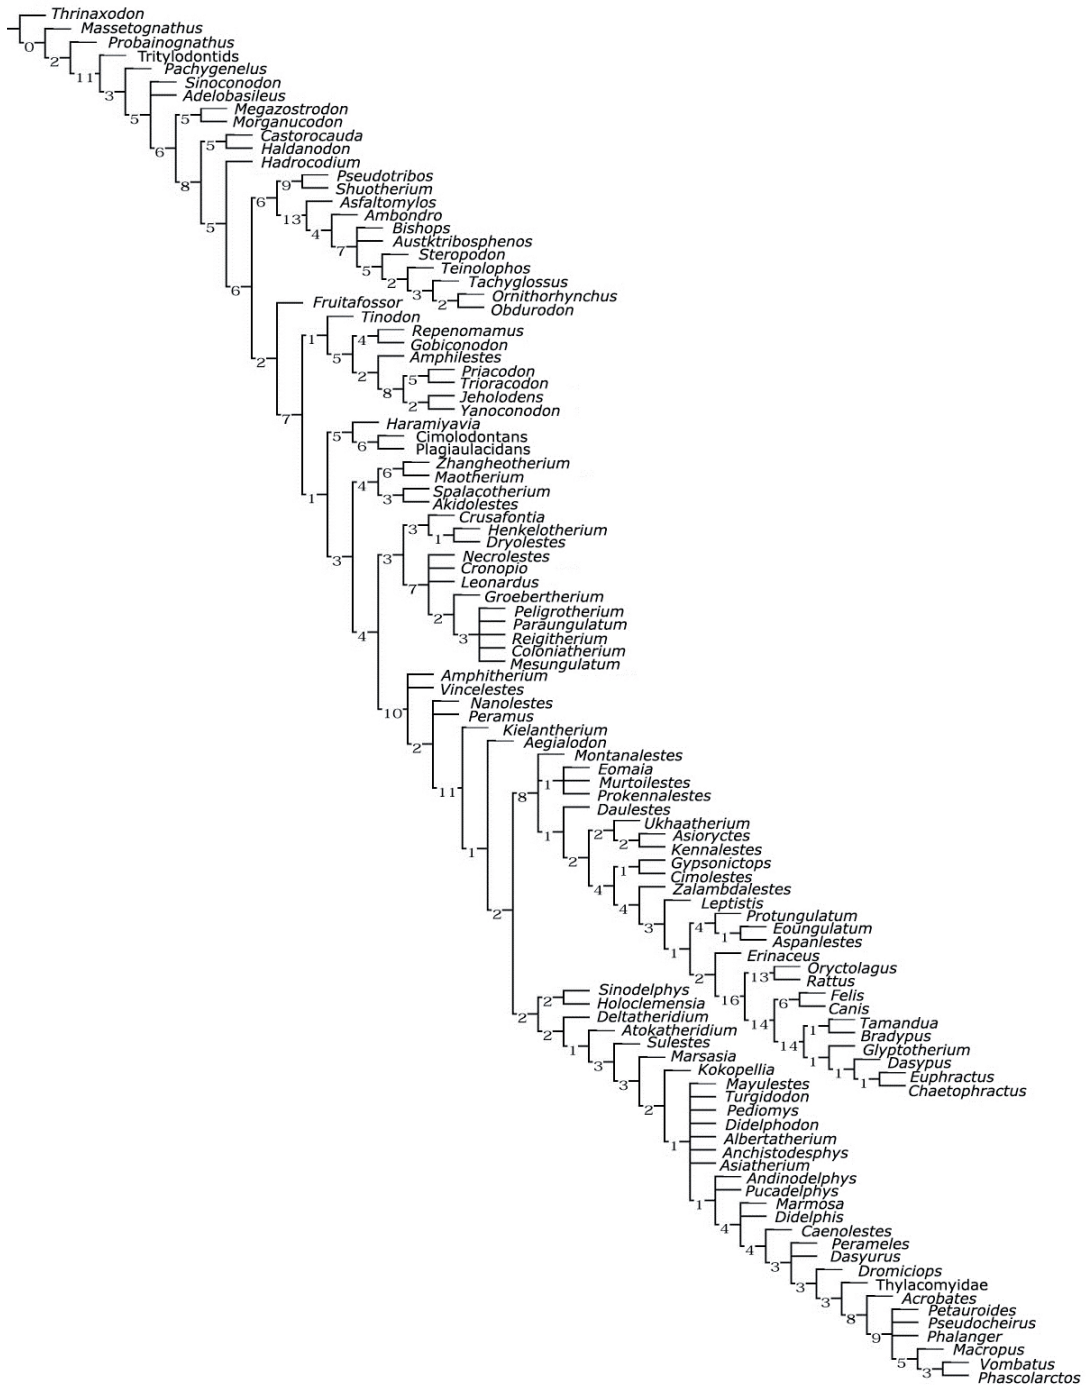 Thrinaxodon
Massetognathus
0
Probainognathus
2
Tritylodontids
11
Pachygenelus
3
Sinoconodon
Adelobasileus
5
Megazostrodon
5
Morganucodon
6
Castorocauda
5
Haldanodon
Hadrocodium
8
Pseudotribos
9
Shuotherium
6
Asfaltomylos
13
Ambondro
5
4
Bishops
Austktribosphenos
7
Steropodon
5
Teinolophos
2
Tachyglossus
6
3
Ornithorhynchus
2
Obdurodon
Fruitafossor
Tinodon
1
Repenomamus
4
Gobiconodon
5
Amphilestes
2
2
Priacodon
5
Trioracodon
8
Jeholodens
2
Yanoconodon
7
Haramiyavia
5
Cimolodontans
6
Plagiaulacidans
Zhangheotherium
6
Maotherium
4
Spalacotherium
1
3
Akidolestes
Crusafontia
3
Henkelotherium
1
Dryolestes
3
3
Necrolestes
Cronopio
Leonardus
7
Groebertherium
2
Peligrotherium
Paraungulatum
4
3
Reigitherium
Coloniatherium
Mesungulatum
Amphitherium
Vincelestes
Nanolestes
10
Peramus
Kielantherium
2
Aegialodon
Montanalestes
Eomaia
1
Murtoilestes
11
8
Prokennalestes
Daulestes
Ukhaatherium
1
2
Asioryctes
2
Kennalestes
1
2
Gypsonictops
1
Cimolestes
4
Zalambdalestes
Leptistis
2
4
Protungulatum
3
4
Eoungulatum
1
Aspanlestes
1
Erinaceus
Oryctolagus
2
13
Rattus
Sinodelphys
Felis
2
16
6
Holoclemensia
Canis
2
Deltatheridium
14
Tamandua
2
Atokatheridium
1
Bradypus
1
Sulestes
14
Glyptotherium
3
Marsasia
1
Dasypus
3
Kokopellia
1
Euphractus
1
Mayulestes
Chaetophractus
2
Turgidodon
Pediomys
Didelphodon
1
Albertatherium
Anchistodesphys
Asiatherium
Andinodelphys
Pucadelphys
1
Marmosa
Didelphis
4
Caenolestes
4
Perameles
Dasyurus
3
Dromiciops
3
Thylacomyidae
3
Acrobates
Petauroides
8
Pseudocheirus
9
Phalanger
Macropus
5
Vombatus
3
Phascolarctos